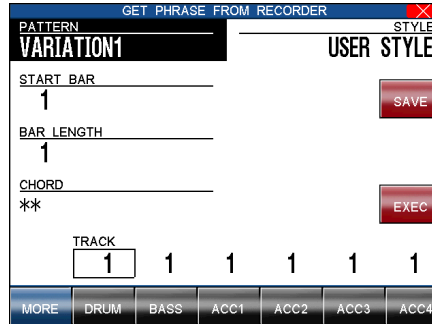 GET PHRASE FROM RECORDER
PATTERN
VARIATION1
STYLE
USER STYLE
START BAR
1
SAVE
BAR LENGTH
1
CHORD
**
EXEC
TRACK
1 1 1 1 1 1
MORE DRUM BASS ACC1 ACC2 ACC3 ACC4